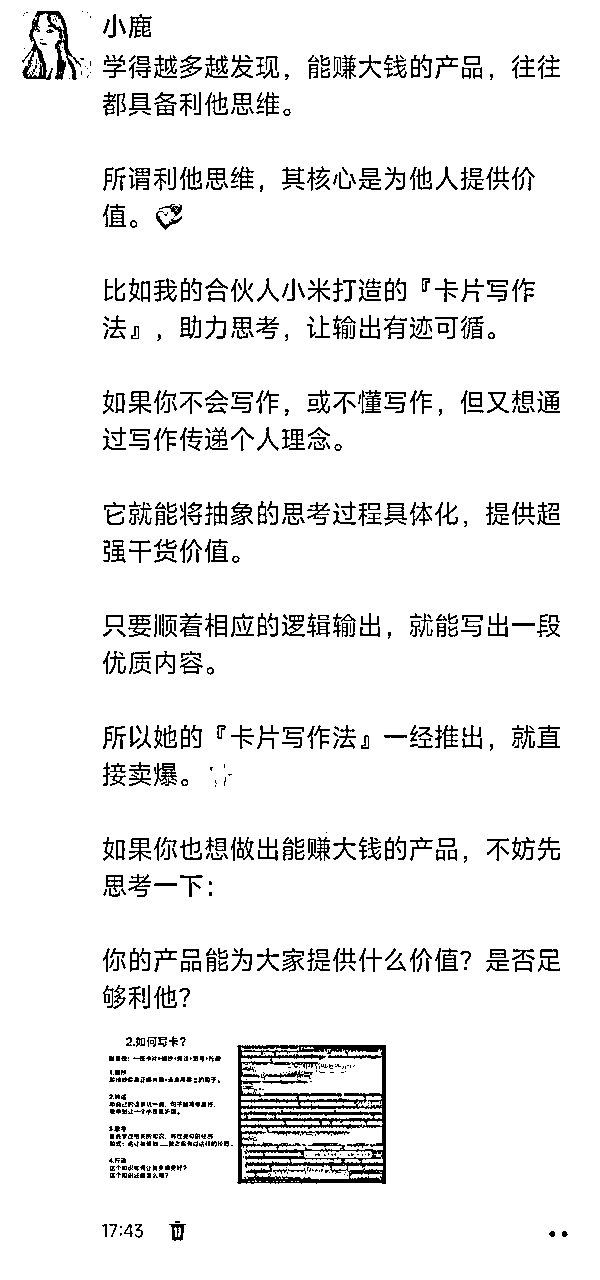 小鹿
学得越多越发现，能赚大钱的产品，往往
都具备利他思维。
所谓利他思维，其核心是为他人提供价
值。
比如我的合伙人小米打造的『卡片写作
法』，助力思考，让输出有迹可循。
如果你不会写作，或不懂写作，但又想通
过写作传递个人理念。
它就能将抽象的思考过程具体化，提供超
强干货价值。
只要顺着相应的逻辑输出，就能写出一段
优质内容。
所以她的『卡片写作法』一经推出，就直
接卖爆。
如果你也想做出能赚大钱的产品，不妨先
思考一下：
你的产品能为大家提供什么价值？是否足
够利他？
2.如何写卡？
17:43